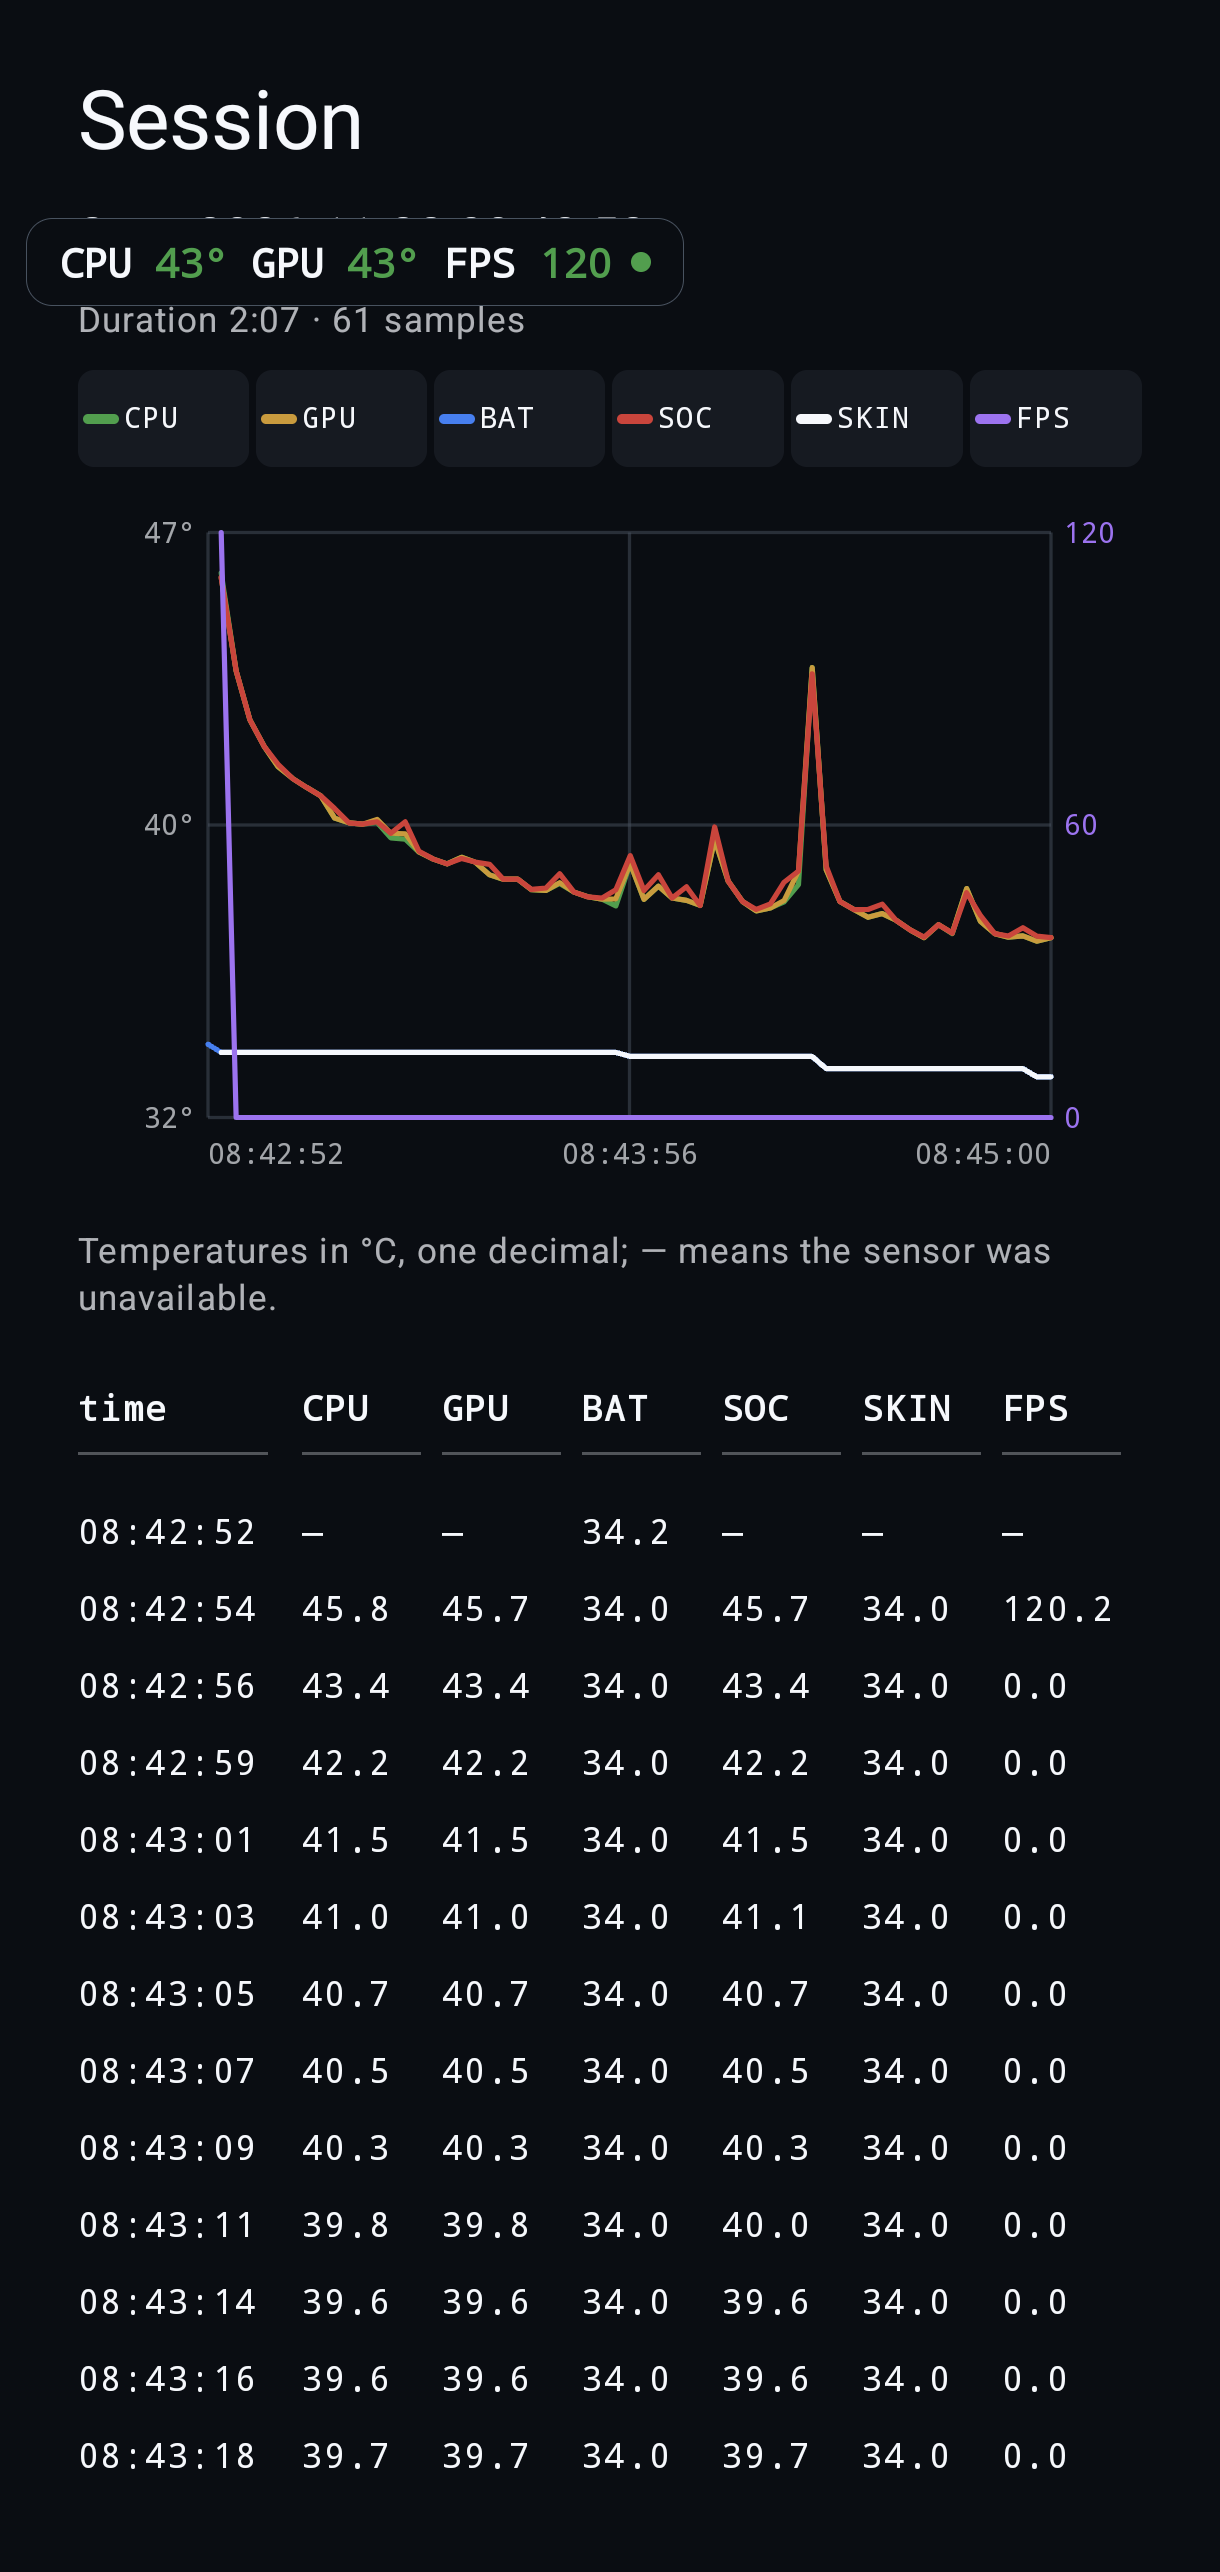 Session
CPU 43° GPU 43° FPS 120
Duration 2:07 · 61 samples
CPU GPU BAT SOC SKIN FPS
47° 120
40° 60
32° 0
08:42:52 08:43:56 08:45:00
Temperatures in °C, one decimal; — means the sensor was
unavailable.
time CPU GPU BAT SOC SKIN FPS
08:42:52 — — 34.2 — — —
08:42:54 45.8 45.7 34.0 45.7 34.0 120.2
08:42:56 43.4 43.4 34.0 43.4 34.0 0.0
08:42:59 42.2 42.2 34.0 42.2 34.0 0.0
08:43:01 41.5 41.5 34.0 41.5 34.0 0.0
08:43:03 41.0 41.0 34.0 41.1 34.0 0.0
08:43:05 40.7 40.7 34.0 40.7 34.0 0.0
08:43:07 40.5 40.5 34.0 40.5 34.0 0.0
08:43:09 40.3 40.3 34.0 40.3 34.0 0.0
08:43:11 39.8 39.8 34.0 40.0 34.0 0.0
08:43:14 39.6 39.6 34.0 39.6 34.0 0.0
08:43:16 39.6 39.6 34.0 39.6 34.0 0.0
08:43:18 39.7 39.7 34.0 39.7 34.0 0.0